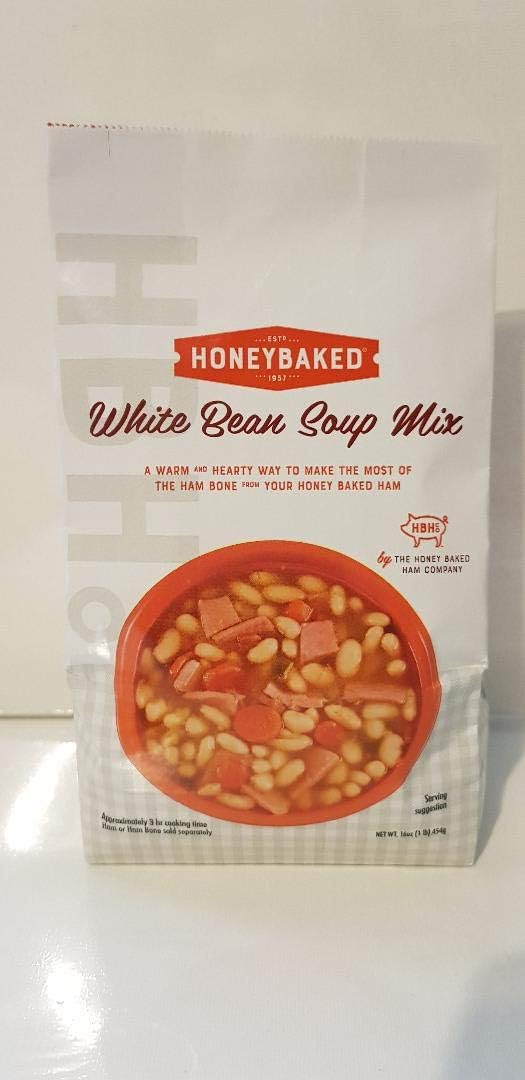 HBHCo
ESTD
HONEYBAKED
1957
White Bean Soup Mix
A WARM AND HEARTY WAY TO MAKE THE MOST OF
THE HAM BONE FROM YOUR HONEY BAKED HAM
HBHCo
by THE HONEY BAKED
HAM COMPANY
Serving
suggestion
Approximately 3 hr cooking time
Ham or Ham Bone sold separately
NET WT. 16oz (1 lb) 454g